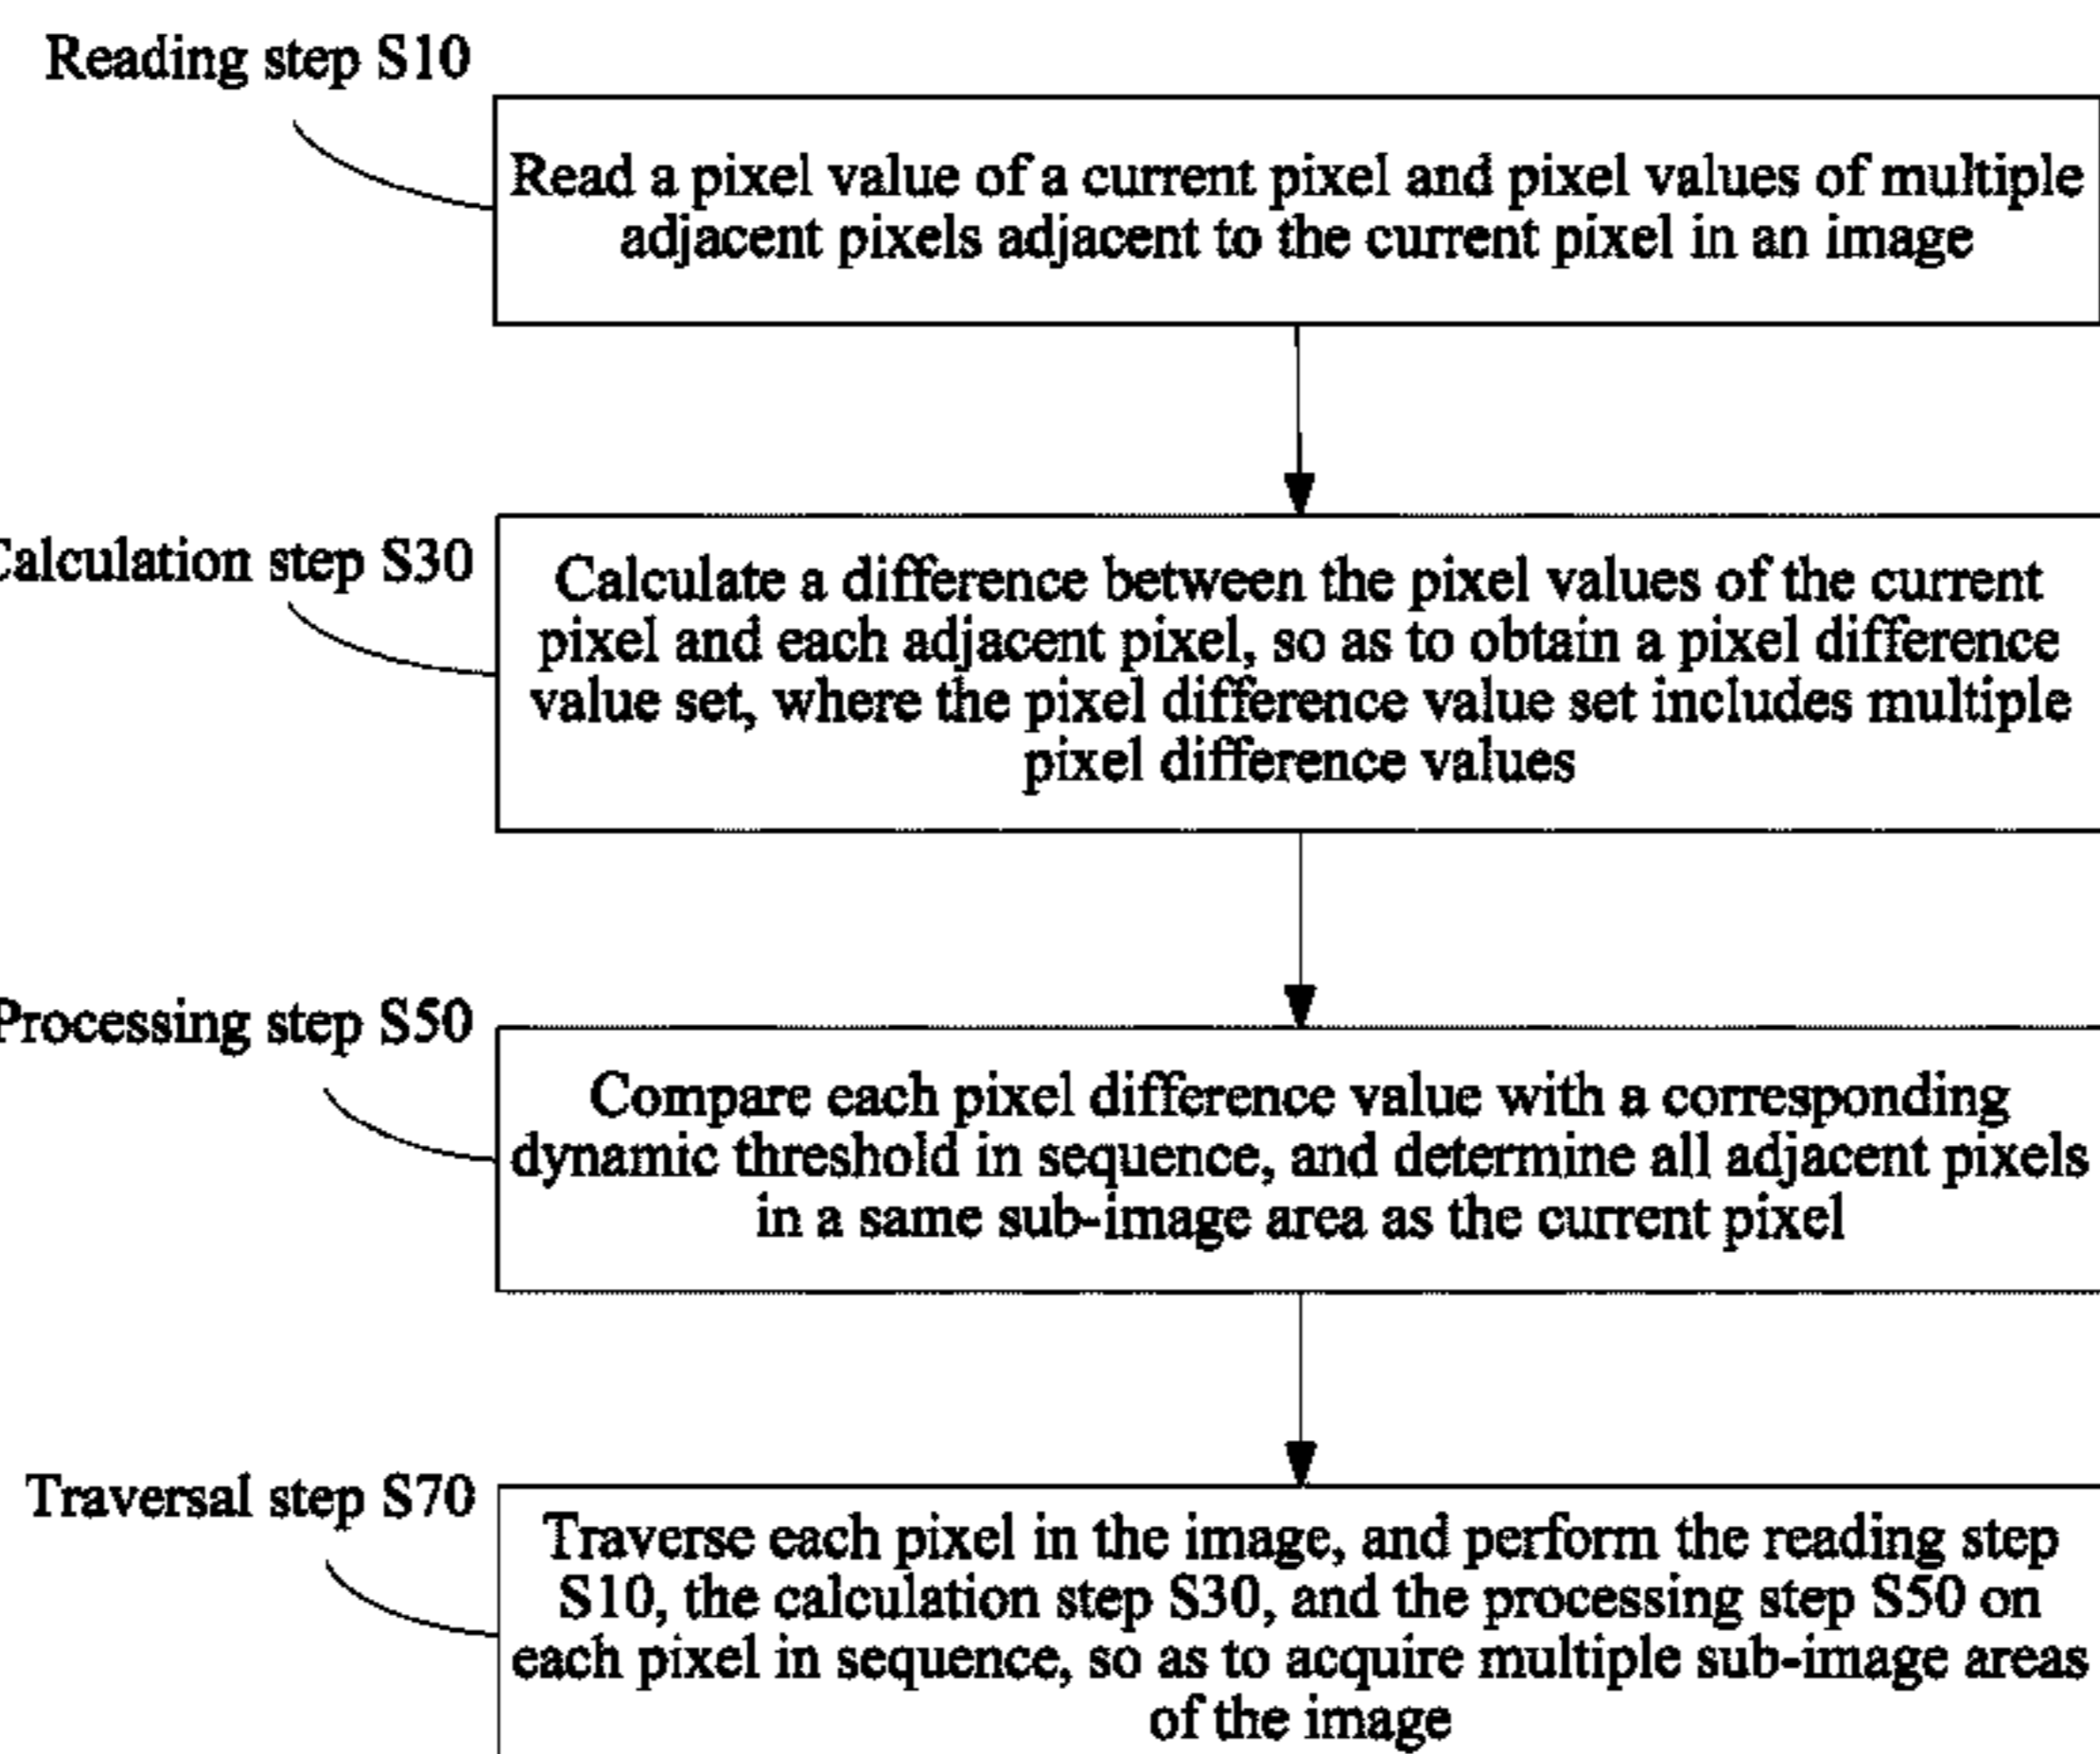 Reading step S10
Read a pixel value of a current pixel and pixel values of multiple
adjacent pixels adjacent to the current pixel in an image
Calculation step S30
Calculate a difference between the pixel values of the current
pixel and each adjacent pixel, so as to obtain a pixel difference
value set, where the pixel difference value set includes multiple
pixel difference values
Processing step S50
Compare each pixel difference value with a corresponding
dynamic threshold in sequence, and determine all adjacent pixels
in a same sub-image area as the current pixel
Traversal step S70
Traverse each pixel in the image, and perform the reading step
S10, the calculation step S30, and the processing step S50 on
each pixel in sequence, so as to acquire multiple sub-image areas
of the image